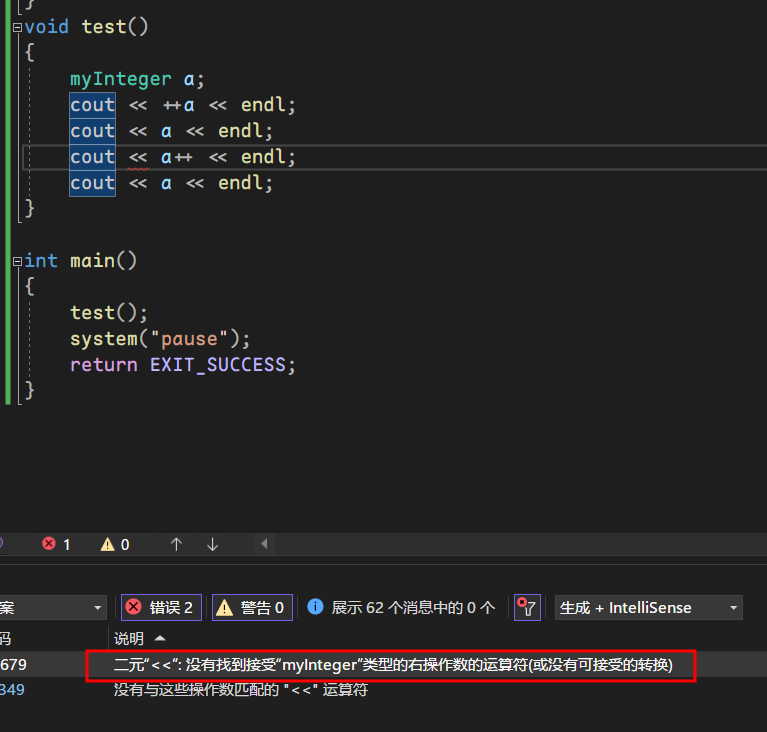 }
void test()
{
myInteger a;
cout << ++a << endl;
cout << a << endl;
cout << a++ << endl;
cout << a << endl;
}
int main()
{
test();
system("pause");
return EXIT_SUCCESS;
}
1 0
案 错误 2 警告 0 展示 62 个消息中的 0 个 生成 + IntelliSense
码 说明
679 二元“<<”: 没有找到接受“myInteger”类型的右操作数的运算符(或没有可接受的转换)
349 没有与这些操作数匹配的 "<<" 运算符